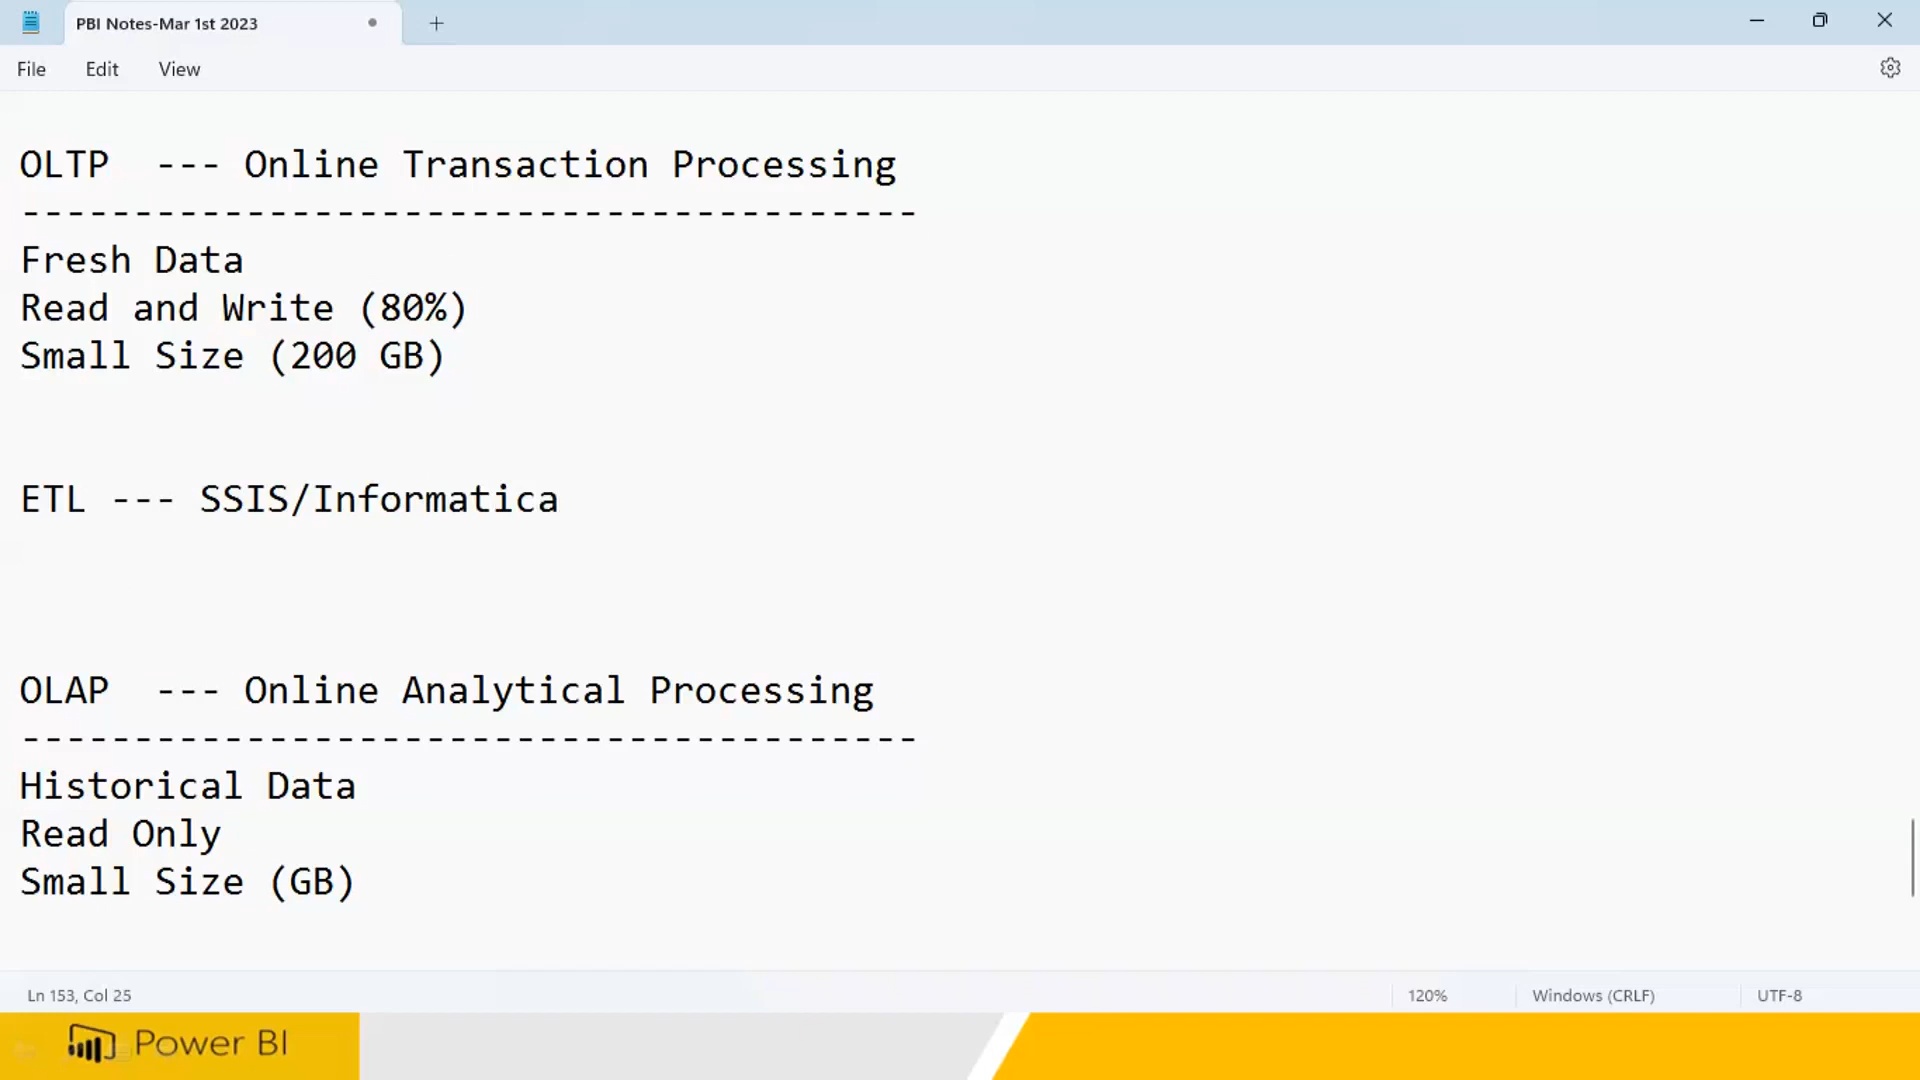 PBI Notes-Mar 1st 2023
File Edit View
OLTP  --- Online Transaction Processing
----------------------------------------
Fresh Data
Read and Write (80%)
Small Size (200 GB)
ETL --- SSIS/Informatica
OLAP  --- Online Analytical Processing
----------------------------------------
Historical Data
Read Only
Small Size (GB)
Ln 153, Col 25 120% Windows (CRLF) UTF-8
Power BI